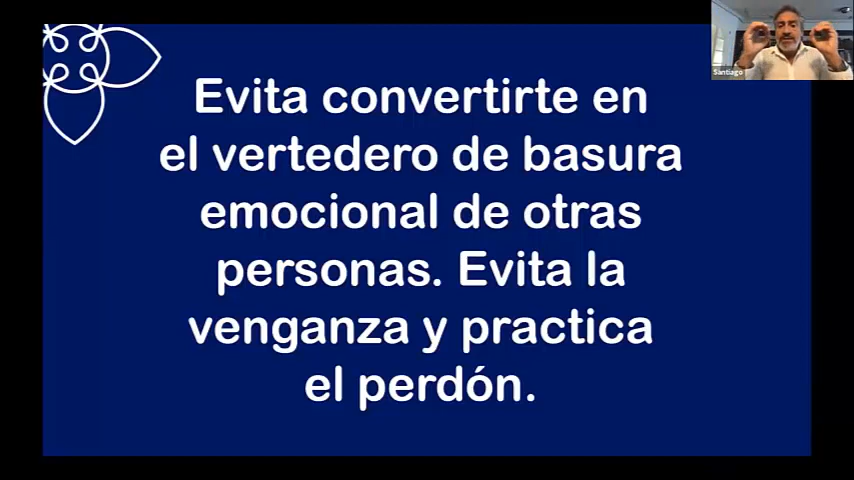 Evita convertirte en
el vertedero de basura
emocional de otras
personas. Evita la
venganza y practica
el perdón.
Santiago